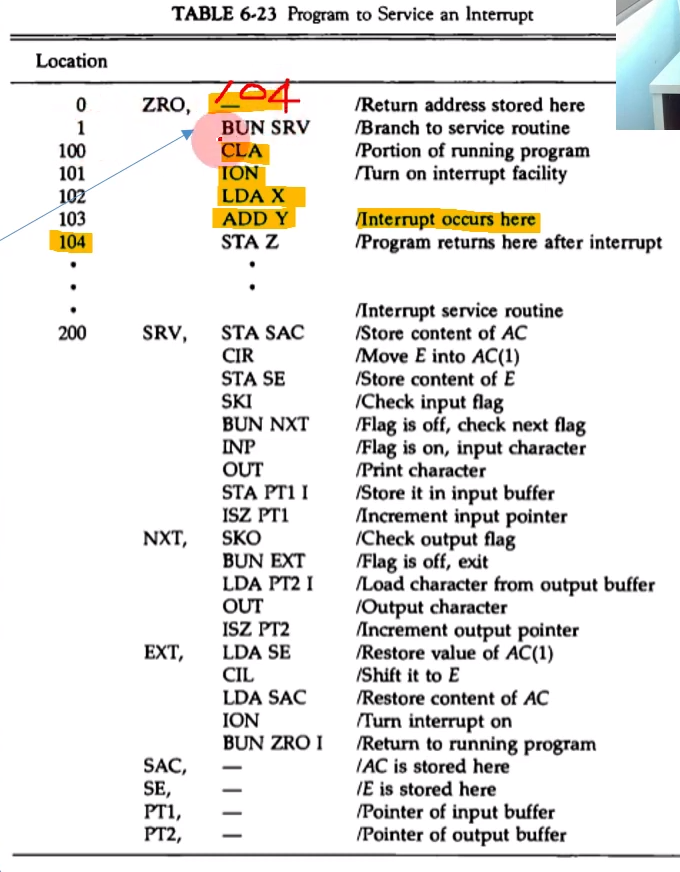 TABLE 6-23 Program to Service an Interrupt
Location
104
0 ZRO, — /Return address stored here
1 BUN SRV /Branch to service routine
100 CLA /Portion of running program
101 ION /Turn on interrupt facility
102 LDA X
103 ADD Y /Interrupt occurs here
104 STA Z /Program returns here after interrupt
• •
• •
• /Interrupt service routine
200 SRV, STA SAC /Store content of AC
CIR /Move E into AC(1)
STA SE /Store content of E
SKI /Check input flag
BUN NXT /Flag is off, check next flag
INP /Flag is on, input character
OUT /Print character
STA PT1 I /Store it in input buffer
ISZ PT1 /Increment input pointer
NXT, SKO /Check output flag
BUN EXT /Flag is off, exit
LDA PT2 I /Load character from output buffer
OUT /Output character
ISZ PT2 /Increment output pointer
EXT, LDA SE /Restore value of AC(1)
CIL /Shift it to E
LDA SAC /Restore content of AC
ION /Turn interrupt on
BUN ZRO I /Return to running program
SAC, — /AC is stored here
SE, — /E is stored here
PT1, — /Pointer of input buffer
PT2, — /Pointer of output buffer